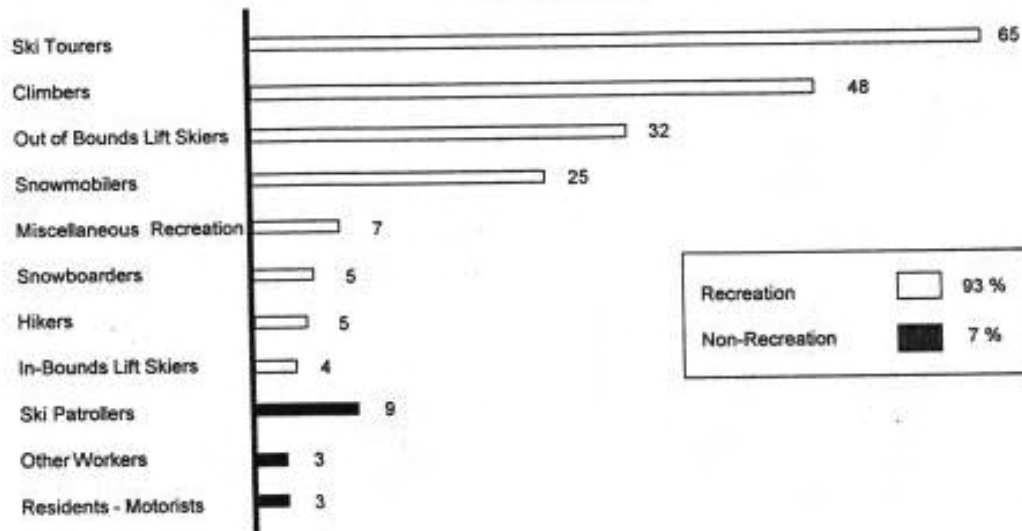 Ski Tourers 65
Climbers 48
Out of Bounds Lift Skiers 32
Snowmobilers 25
Miscellaneous Recreation 7
Snowboarders 5
Hikers 5
In-Bounds Lift Skiers 4
Ski Patrollers 9
Other Workers 3
Residents - Motorists 3
Recreation 93 %
Non-Recreation 7 %